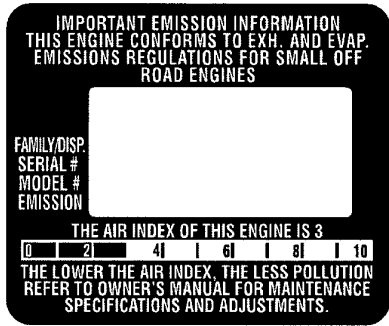 IMPORTANT EMISSION INFORMATION
THIS ENGINE CONFORMS TO EXH. AND EVAP.
EMISSIONS REGULATIONS FOR SMALL OFF
ROAD ENGINES
FAMILY/DISP.
SERIAL #
MODEL #
EMISSION
THE AIR INDEX OF THIS ENGINE IS 3
0 2 4 6 8 10
THE LOWER THE AIR INDEX, THE LESS POLLUTION
REFER TO OWNER'S MANUAL FOR MAINTENANCE
SPECIFICATIONS AND ADJUSTMENTS.